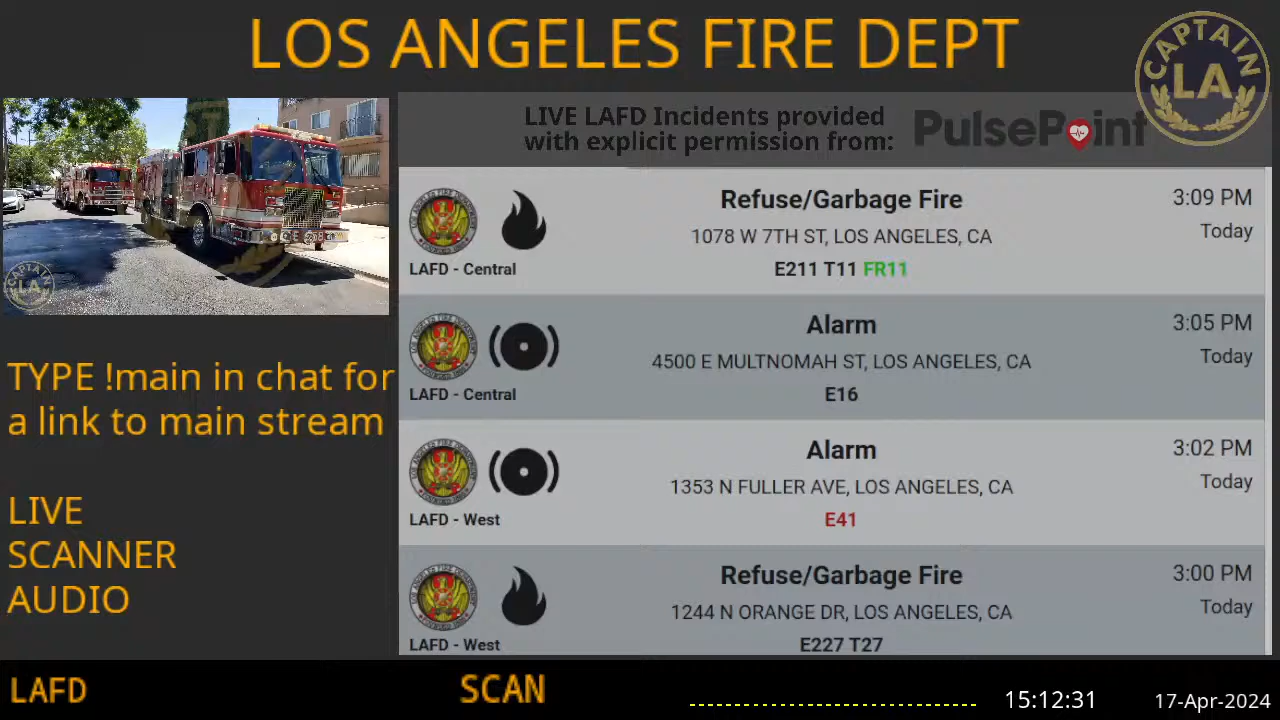 LOS ANGELES FIRE DEPT
CAPTAIN
LA
LIVE LAFD Incidents provided
with explicit permission from:
PulsePoint
Refuse/Garbage Fire
3:09 PM
1078 W 7TH ST, LOS ANGELES, CA
Today
LAFD - Central
E211 T11 FR11
Alarm
3:05 PM
4500 E MULTNOMAH ST, LOS ANGELES, CA
Today
LAFD - Central
E16
Alarm
3:02 PM
1353 N FULLER AVE, LOS ANGELES, CA
Today
LAFD - West
E41
Refuse/Garbage Fire
3:00 PM
1244 N ORANGE DR, LOS ANGELES, CA
Today
LAFD - West
E227 T27
CAPTAIN
LA
TYPE !main in chat for
a link to main stream
LIVE
SCANNER
AUDIO
LAFD
SCAN
15:12:31
17-Apr-2024